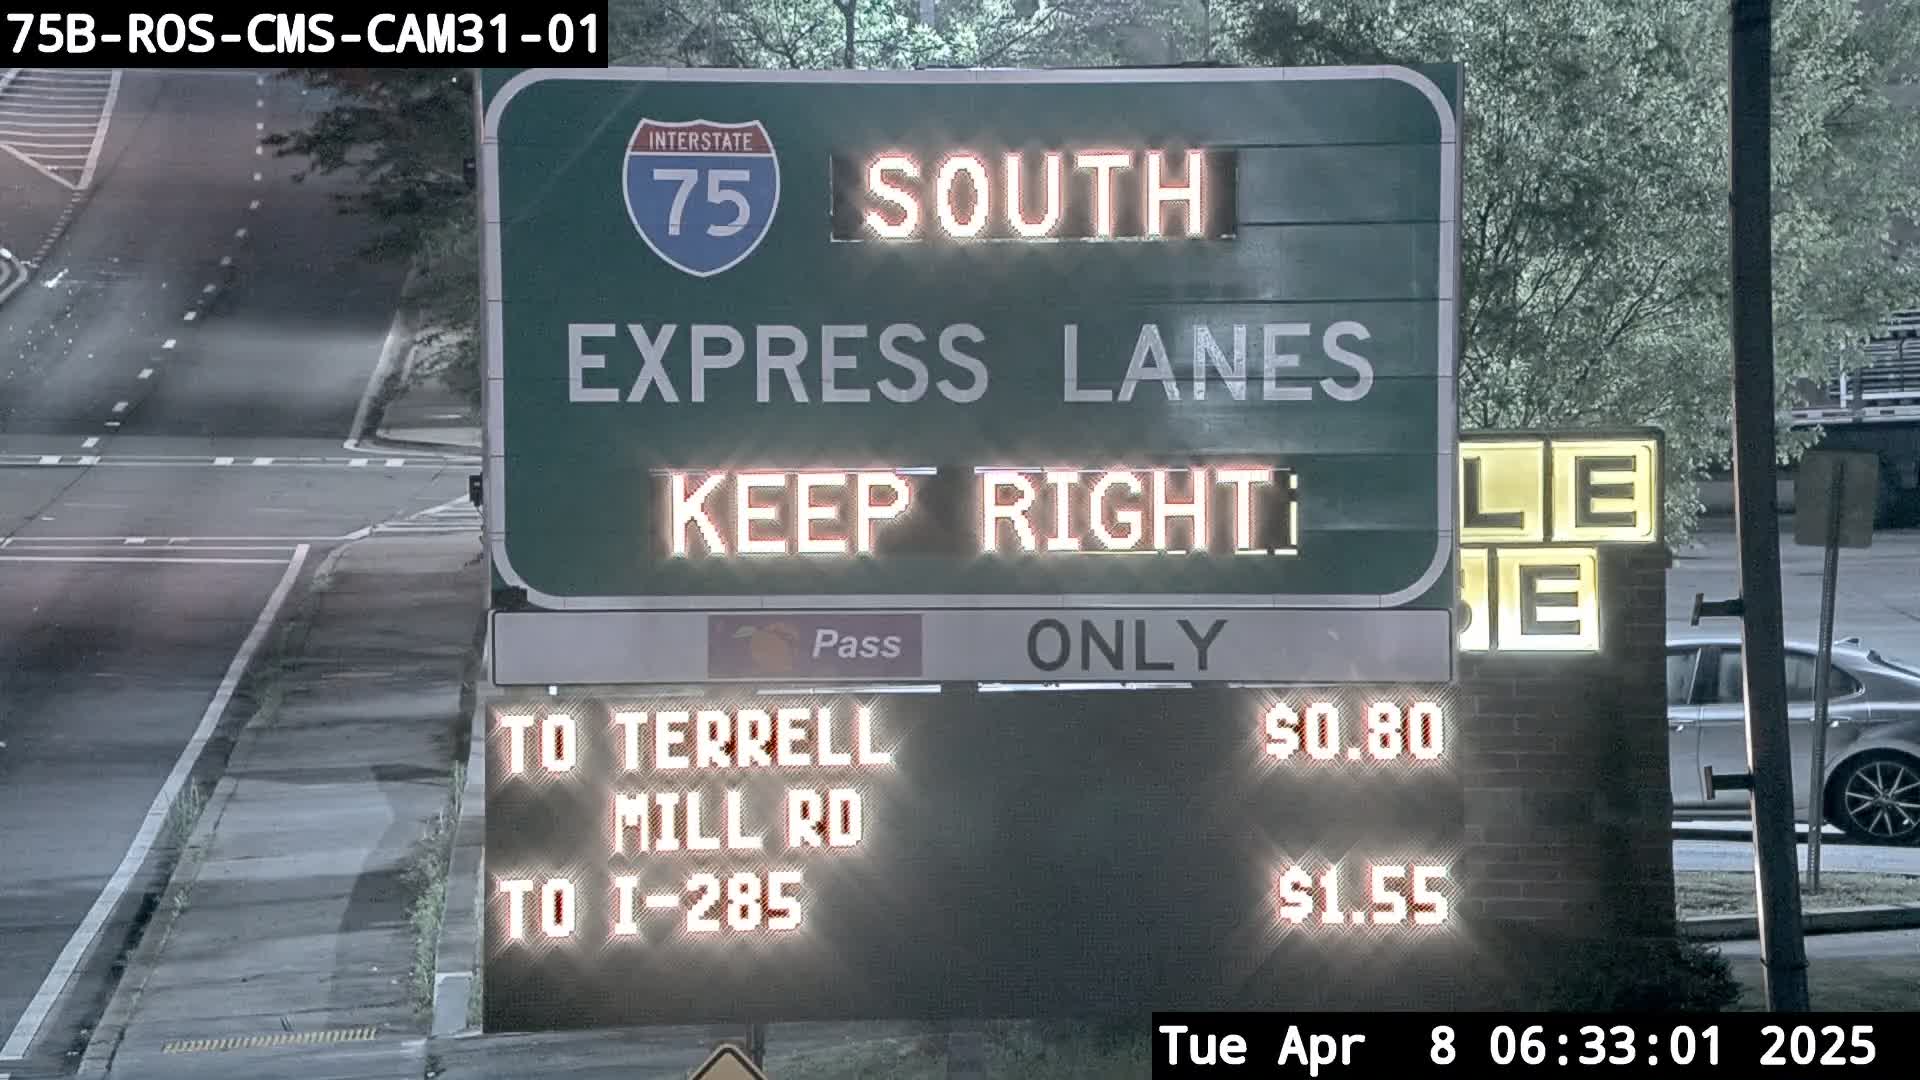 75B-ROS-CMS-CAM31-01
INTERSTATE
75
SOUTH
EXPRESS LANES
KEEP RIGHT
Pass ONLY
TO TERRELL $0.80
MILL RD
TO I-285 $1.55
LE
E
Tue Apr 8 06:33:01 2025